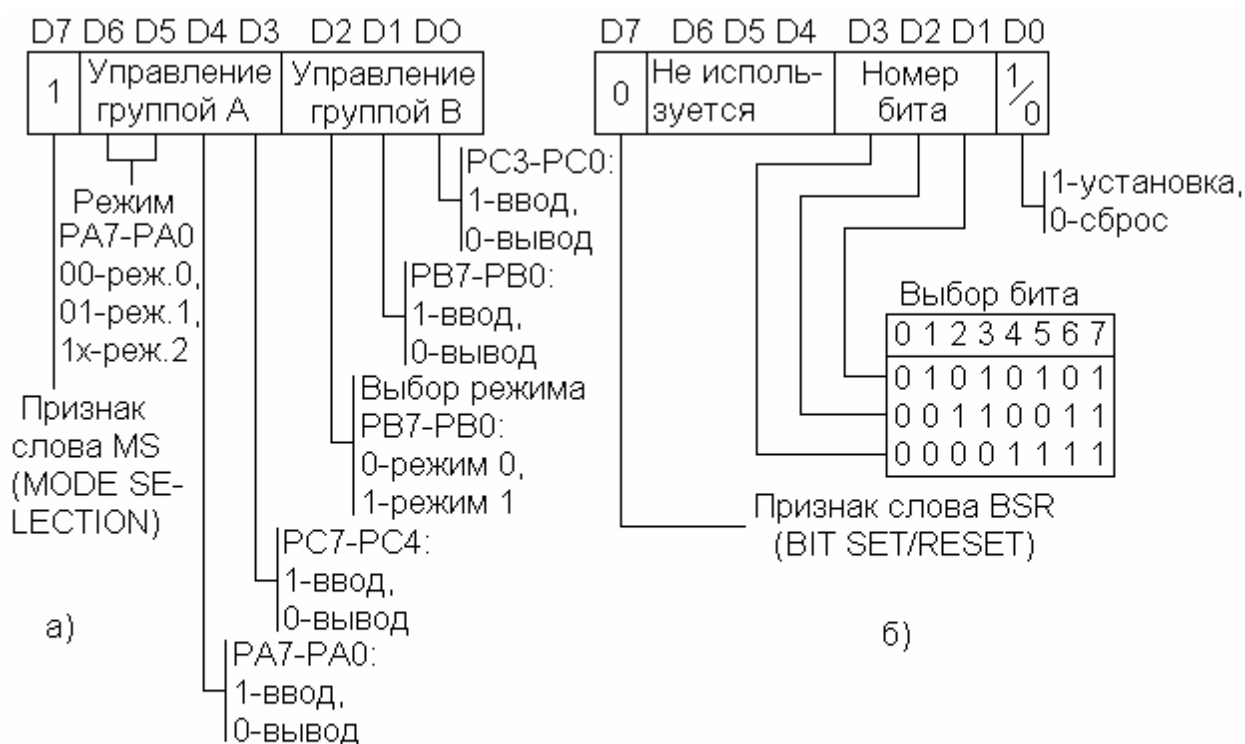 D7 D6 D5 D4 D3 D2 D1 DO
1
Управление
группой А
Управление
группой В
PC3-PC0:
1-ввод,
0-вывод
Режим
PA7-PA0
00-реж.0,
01-реж.1,
1x-реж.2
PB7-PB0:
1-ввод,
0-вывод
Признак
слова MS
(MODE SE-
LECTION)
Выбор режима
PB7-PB0:
0-режим 0,
1-режим 1
PC7-PC4:
1-ввод,
0-вывод
а)
PA7-PA0:
1-ввод,
0-вывод
D7 D6 D5 D4 D3 D2 D1 D0
0
Не исполь-
зуется
Номер
бита
1/0
1-установка,
0-сброс
Выбор бита
0 1 2 3 4 5 6 7
0 1 0 1 0 1 0 1
0 0 1 1 0 0 1 1
0 0 0 0 1 1 1 1
Признак слова BSR
(BIT SET/RESET)
б)